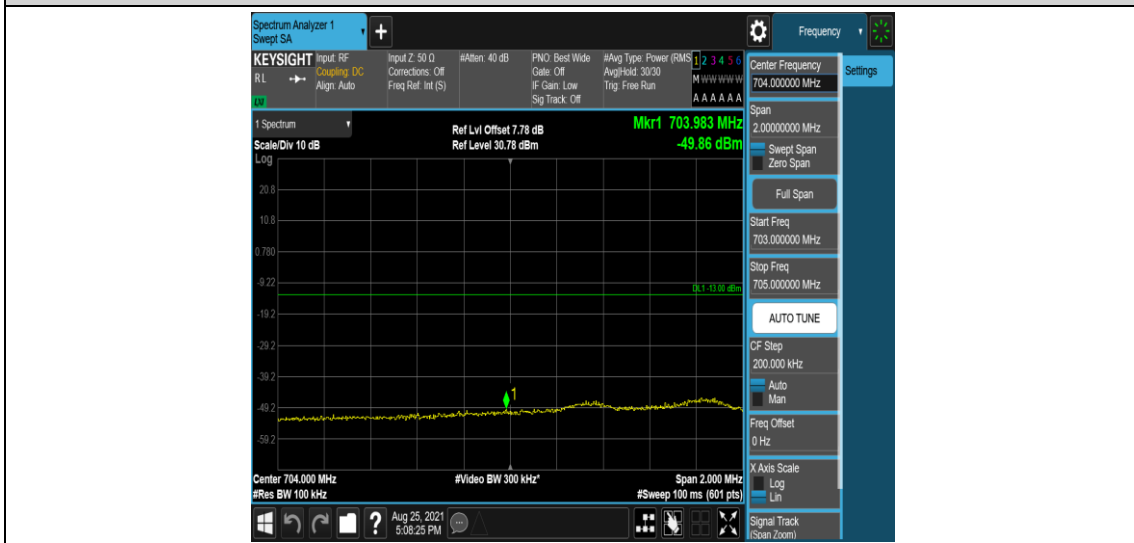 Spectrum Analyzer 1
Swept SA
+
Frequency
KEYSIGHT
RL
LXI
Input: RF
Coupling: DC
Align: Auto
Input Z: 50 Ω
Corrections: Off
Freq Ref: Int (S)
#Atten: 40 dB
PNO: Best Wide
Gate: Off
IF Gain: Low
Sig Track: Off
#Avg Type: Power (RMS
Avg|Hold: 30/30
Trig: Free Run
1 2 3 4 5 6
M W W W W W
A A A A A A
1 Spectrum
Scale/Div 10 dB
Ref Lvl Offset 7.78 dB
Ref Level 30.78 dBm
Mkr1 703.983 MHz
-49.86 dBm
Log
20.8
10.8
0.780
-9.22
DL1 -13.00 dBm
-19.2
-29.2
-39.2
1
-49.2
-59.2
Center 704.000 MHz
#Video BW 300 kHz*
Span 2.000 MHz
#Res BW 100 kHz
#Sweep 100 ms (601 pts)
?
Aug 25, 2021
5:08:25 PM
Center Frequency
704.000000 MHz
Settings
Span
2.00000000 MHz
Swept Span
Zero Span
Full Span
Start Freq
703.000000 MHz
Stop Freq
705.000000 MHz
AUTO TUNE
CF Step
200.000 kHz
Auto
Man
Freq Offset
0 Hz
X Axis Scale
Log
Lin
Signal Track
(Span Zoom)